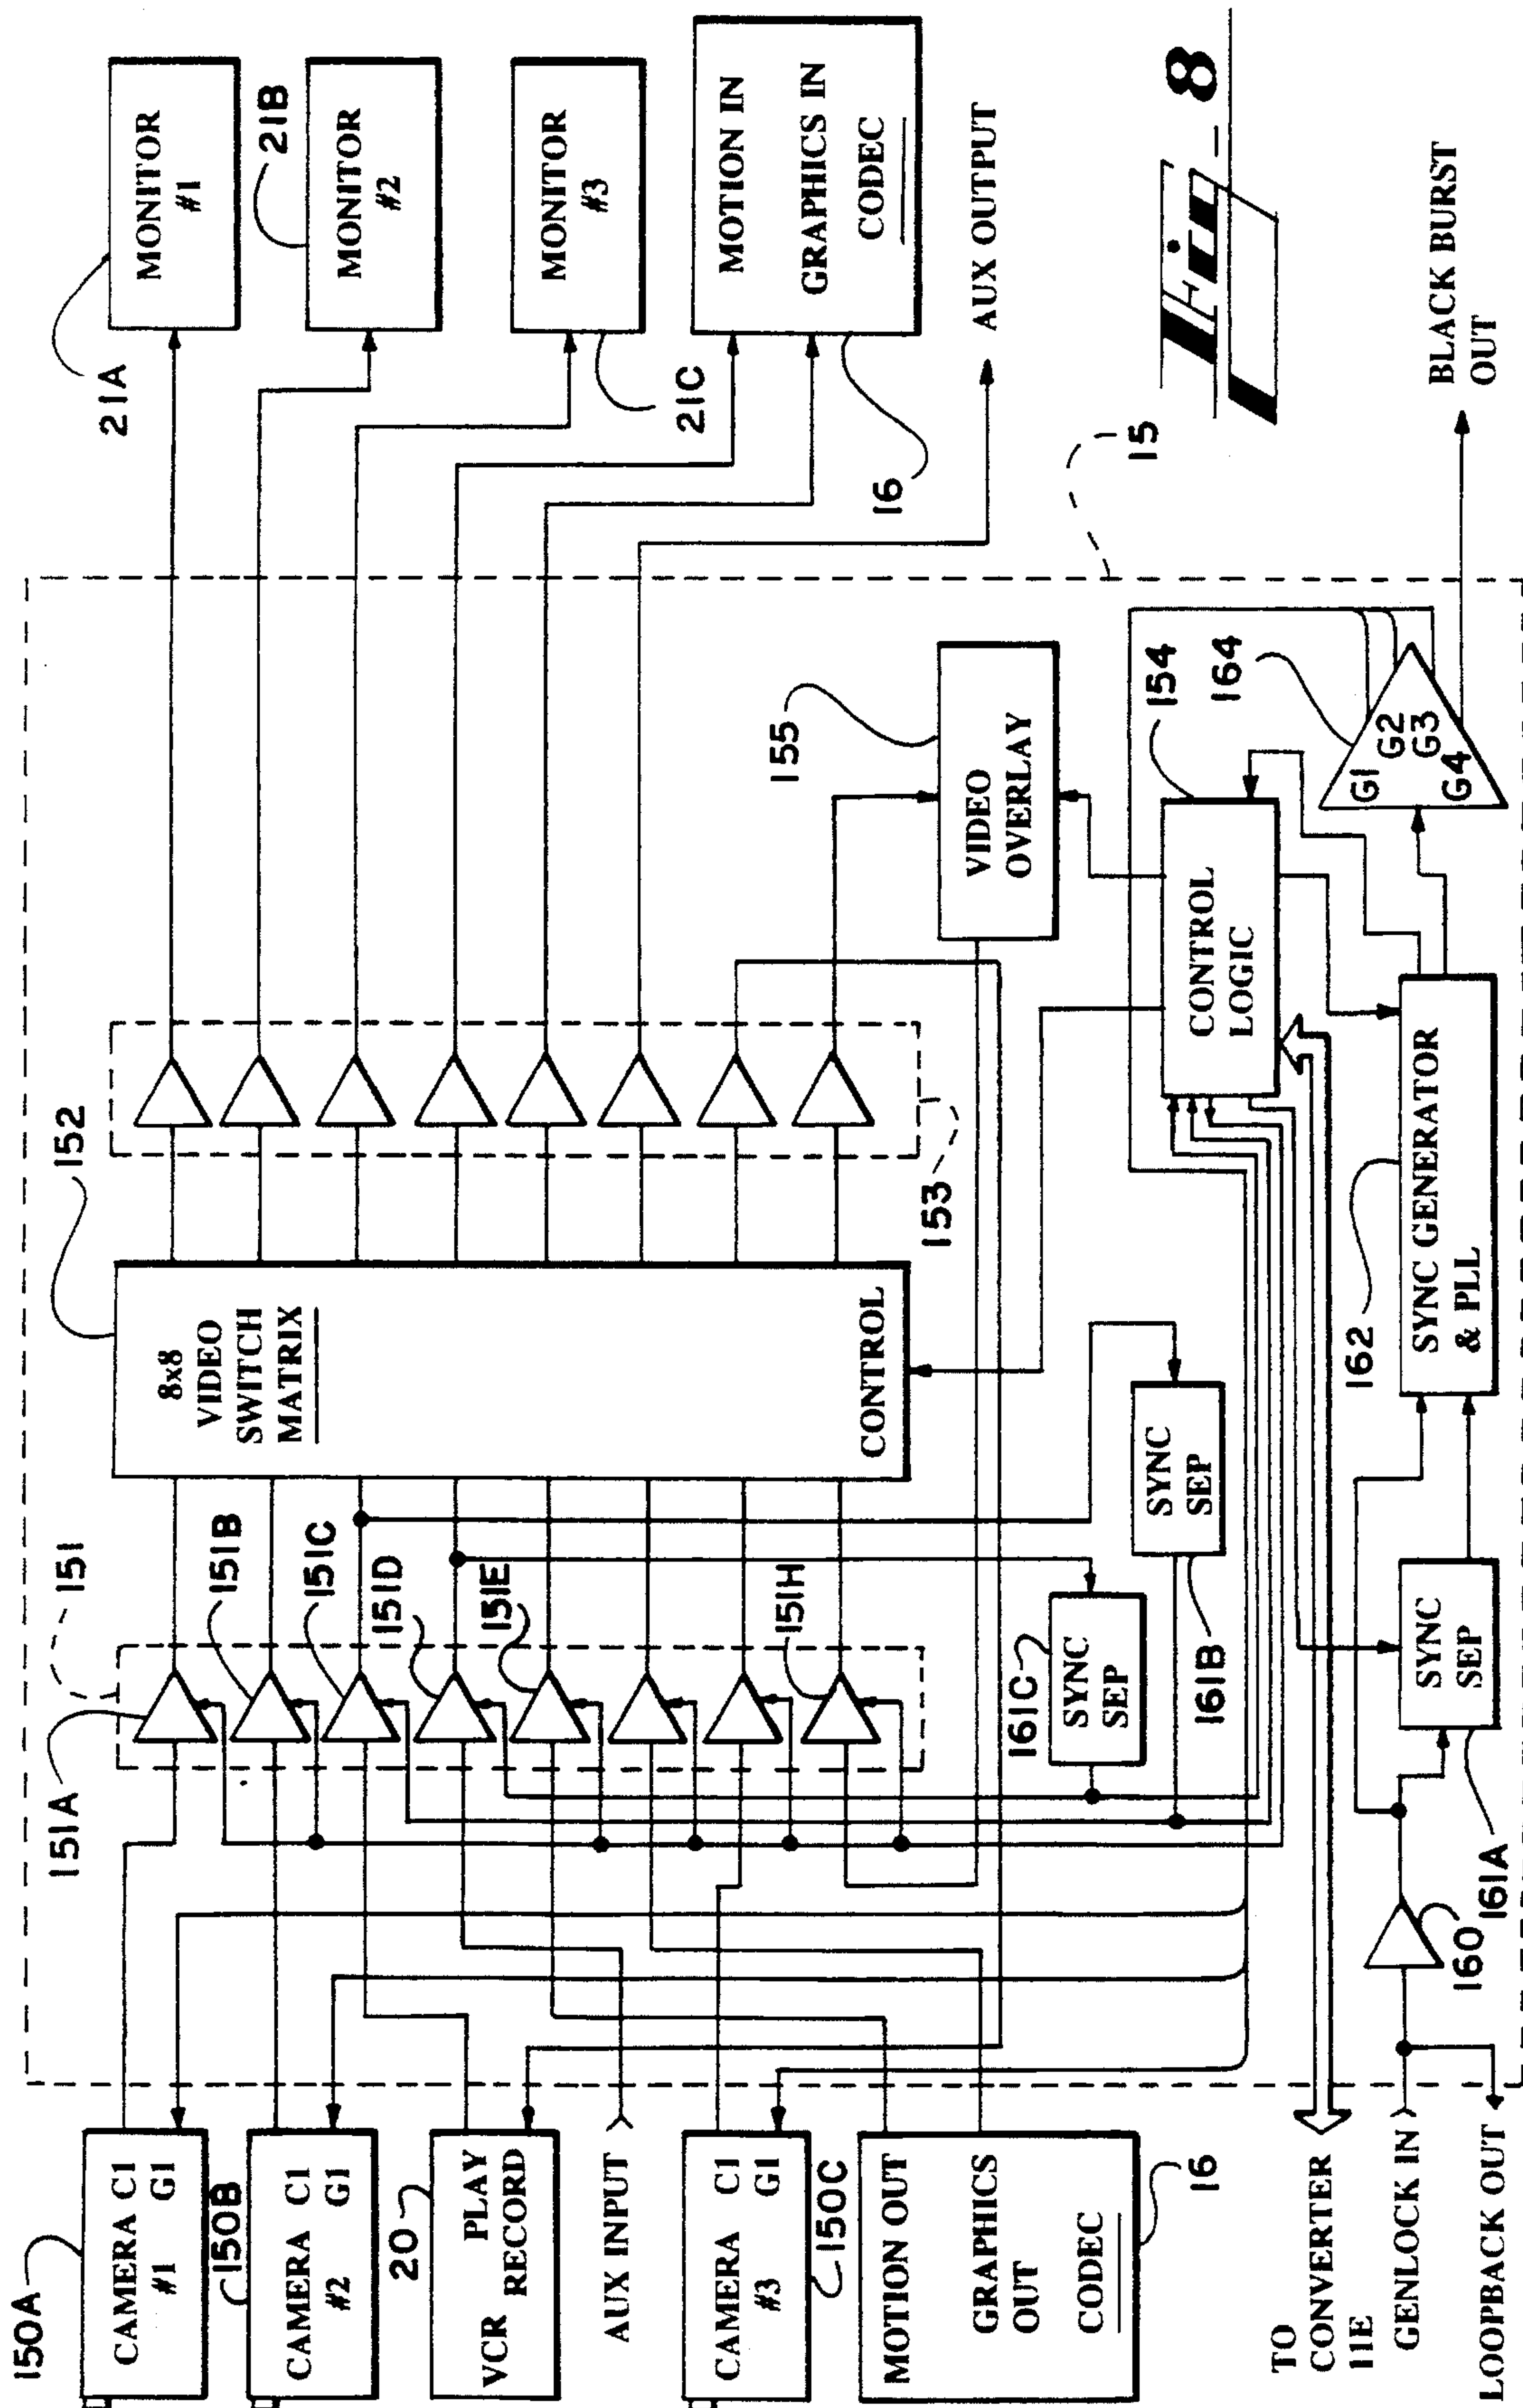 150A
CAMERA C1
#1 G1
150B
CAMERA C1
#2 G1
20
PLAY
VCR RECORD
AUX INPUT
CAMERA C1
#3 G1
150C
MOTION OUT
GRAPHICS
OUT
CODEC
16
TO
CONVERTER
11E
GENLOCK IN
LOOPBACK OUT
151
151A
151B
151C
151D
151E
151H
161C
SYNC
SEP
SYNC
SEP
161B
160
SYNC
SEP
161A
152
8x8
VIDEO
SWITCH
MATRIX
CONTROL
153
155
VIDEO
OVERLAY
154
CONTROL
LOGIC
162
SYNC GENERATOR
& PLL
164
G1
G2
G3
G4
15
21A
MONITOR
#1
21B
MONITOR
#2
MONITOR
#3
21C
MOTION IN
GRAPHICS IN
CODEC
16
AUX OUTPUT
BLACK BURST
OUT
Fig_8